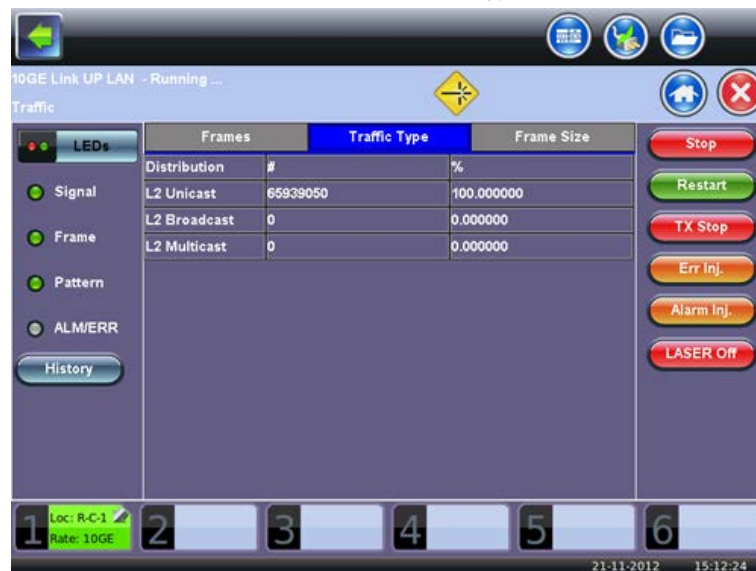 10GE Link UP LAN - Running ...
Traffic
LEDs
Signal
Frame
Pattern
ALM/ERR
History
Frames Traffic Type Frame Size
Distribution # %
L2 Unicast 65939050 100.000000
L2 Broadcast 0 0.000000
L2 Multicast 0 0.000000
Stop
Restart
TX Stop
Err Inj.
Alarm Inj.
LASER Off
1 Loc: R-C-1 Rate: 10GE
2
3
4
5
6
21-11-2012 15:12:24